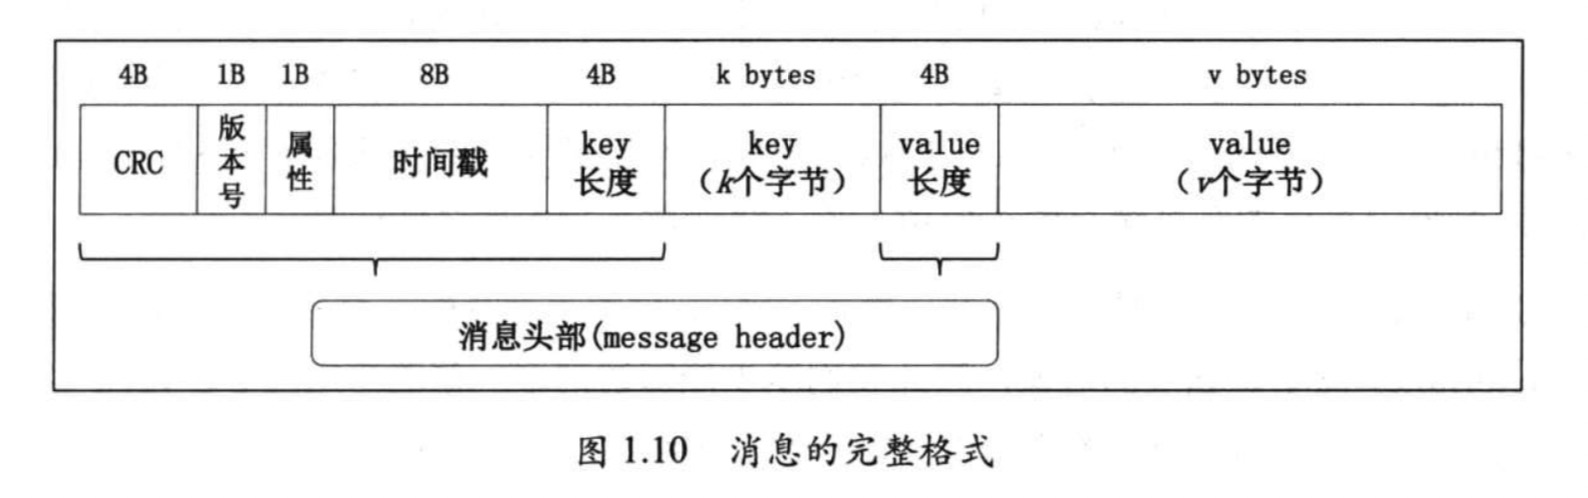 4B 1B 1B 8B 4B k bytes 4B v bytes
CRC
版本号
属性
时间戳
key
长度
key
(k个字节)
value
长度
value
(v个字节)
消息头部(message header)
图 1.10 消息的完整格式